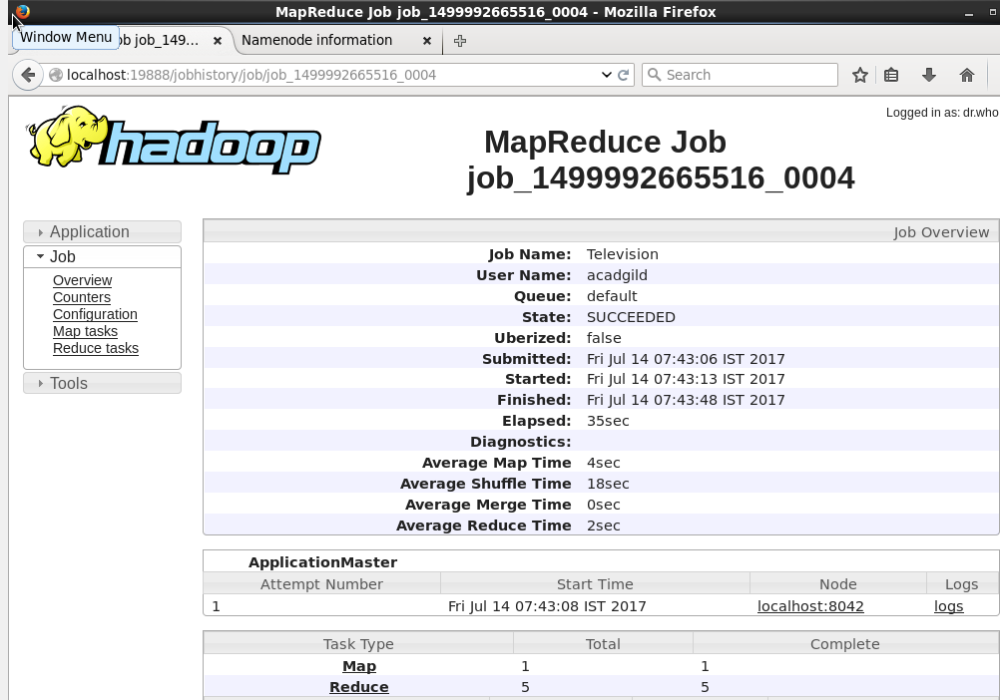 MapReduce Job job_1499992665516_0004 - Mozilla Firefox
Window Menu
ob job_149... × Namenode information ×
localhost:19888/jobhistory/job/job_1499992665516_0004 Search
Logged in as: dr.who
hadoop
MapReduce Job
job_1499992665516_0004
Application
Job
Overview
Counters
Configuration
Map tasks
Reduce tasks
Tools
Job Overview
Job Name: Television
User Name: acadgild
Queue: default
State: SUCCEEDED
Uberized: false
Submitted: Fri Jul 14 07:43:06 IST 2017
Started: Fri Jul 14 07:43:13 IST 2017
Finished: Fri Jul 14 07:43:48 IST 2017
Elapsed: 35sec
Diagnostics:
Average Map Time 4sec
Average Shuffle Time 18sec
Average Merge Time 0sec
Average Reduce Time 2sec
ApplicationMaster
Attempt Number Start Time Node Logs
1 Fri Jul 14 07:43:08 IST 2017 localhost:8042 logs
Task Type Total Complete
Map 1 1
Reduce 5 5